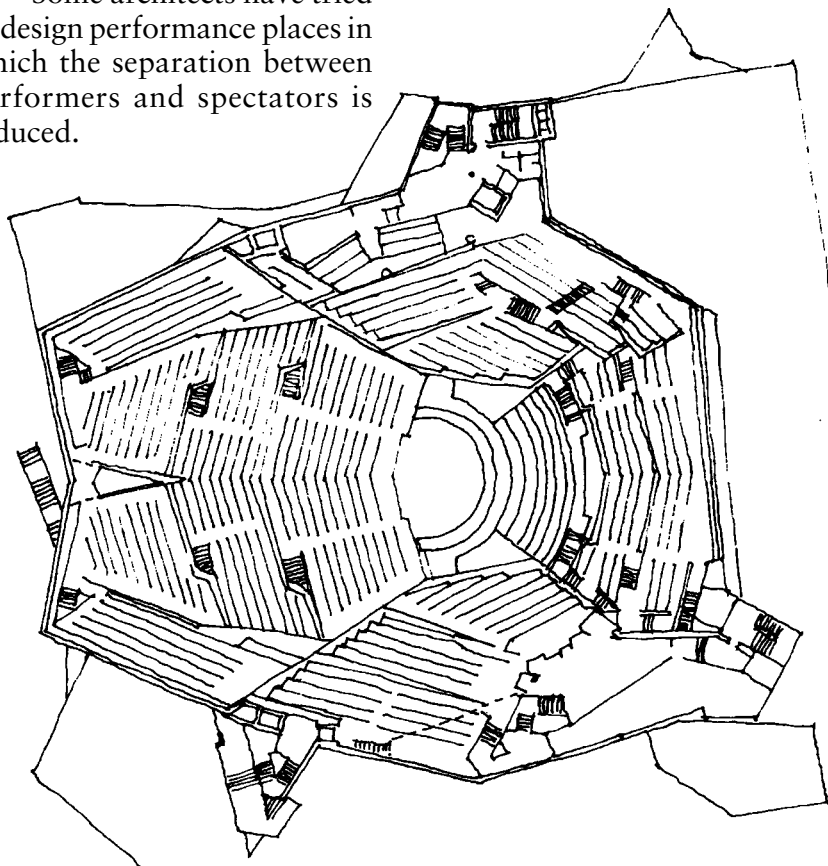 Some architects have tried
design performance places in
hich the separation between
rformers and spectators is
duced.